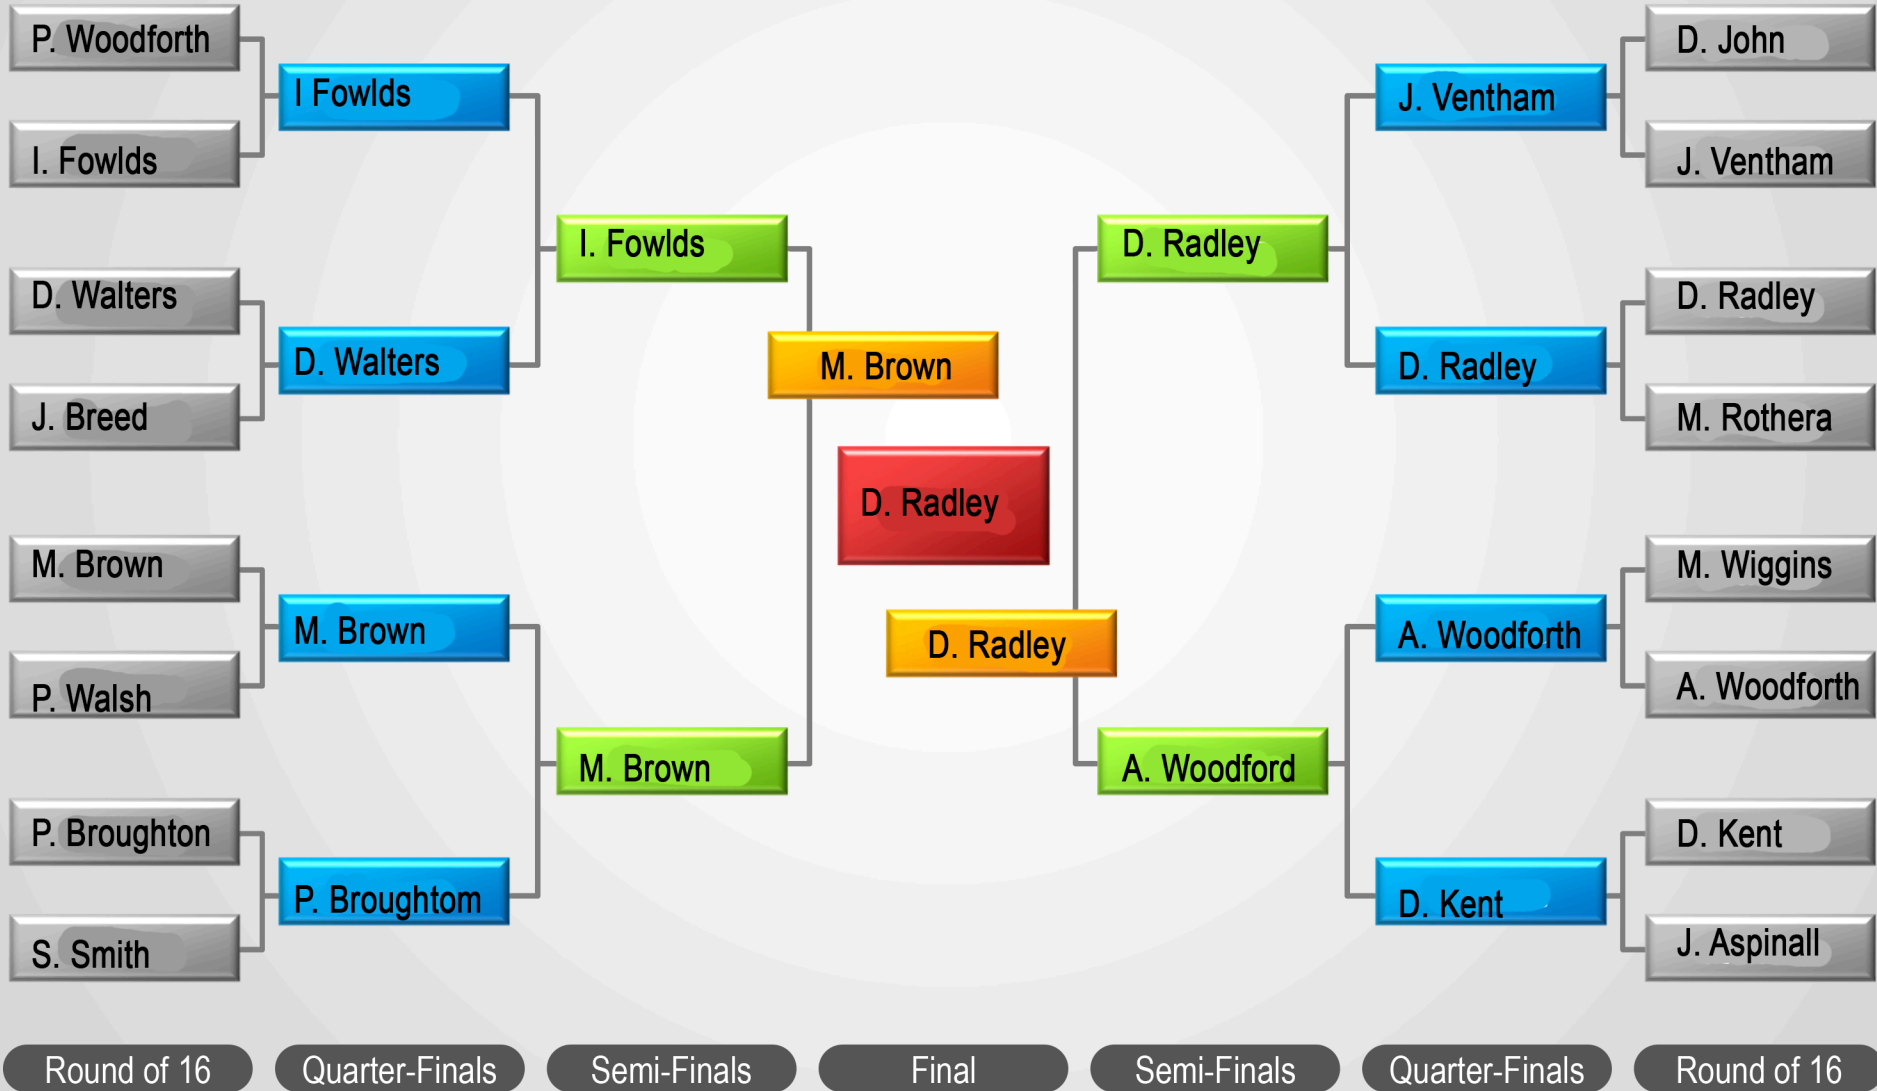 P. Woodforth
I. Fowlds
D. Walters
J. Breed
M. Brown
P. Walsh
P. Broughton
S. Smith
I Fowlds
D. Walters
M. Brown
P. Broughtom
I. Fowlds
M. Brown
M. Brown
D. Radley
D. Radley
D. Radley
A. Woodford
J. Ventham
D. Radley
A. Woodforth
D. Kent
D. John
J. Ventham
D. Radley
M. Rothera
M. Wiggins
A. Woodforth
D. Kent
J. Aspinall
Round of 16
Quarter-Finals
Semi-Finals
Final
Semi-Finals
Quarter-Finals
Round of 16